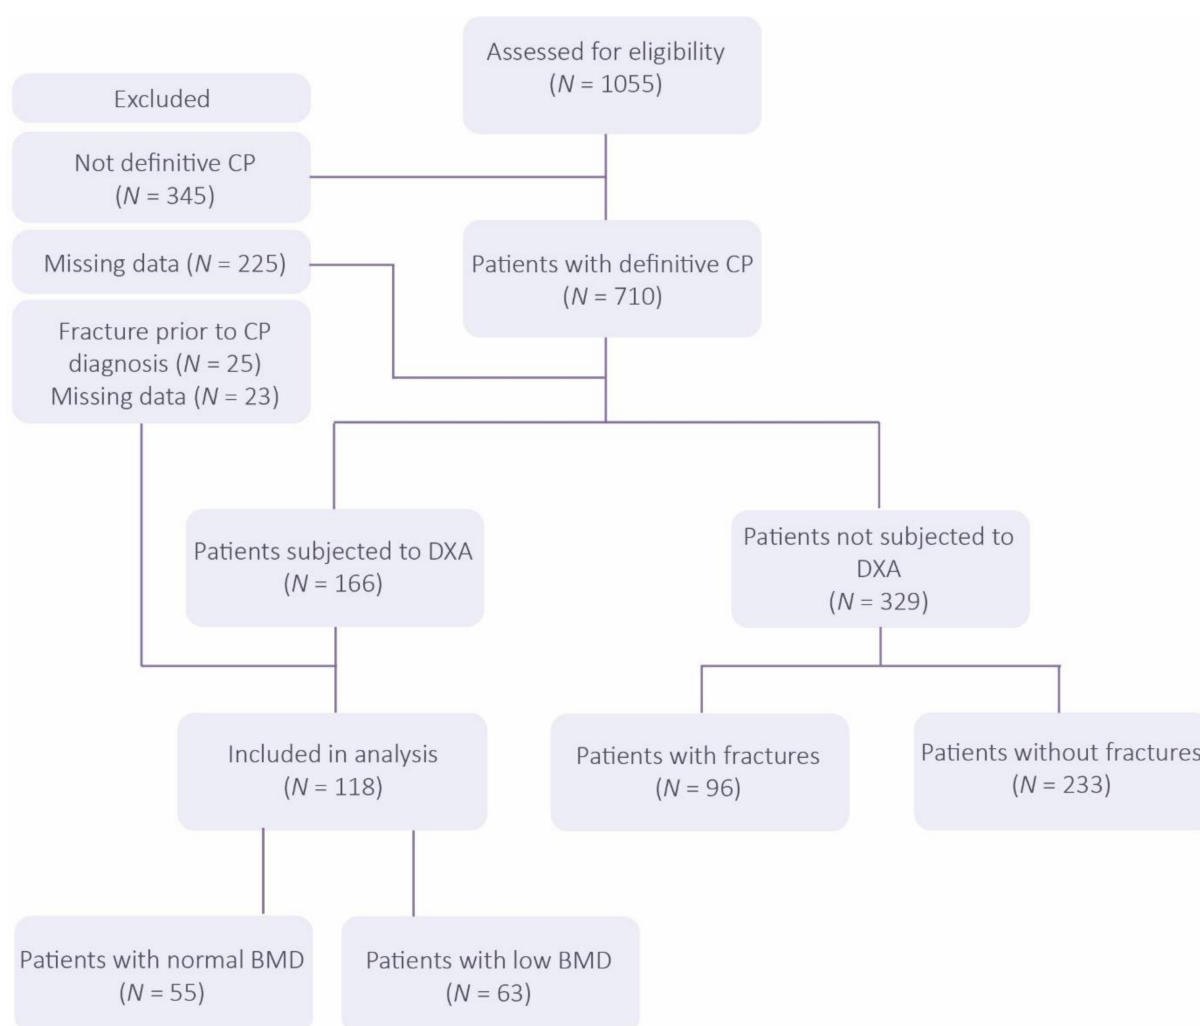 Assessed for eligibility
(N = 1055)
Excluded
Not definitive CP
(N = 345)
Missing data (N = 225)
Patients with definitive CP
(N = 710)
Fracture prior to CP
diagnosis (N = 25)
Missing data (N = 23)
Patients subjected to DXA
(N = 166)
Patients not subjected to
DXA
(N = 329)
Included in analysis
(N = 118)
Patients with fractures
(N = 96)
Patients without fractures
(N = 233)
Patients with normal BMD
(N = 55)
Patients with low BMD
(N = 63)